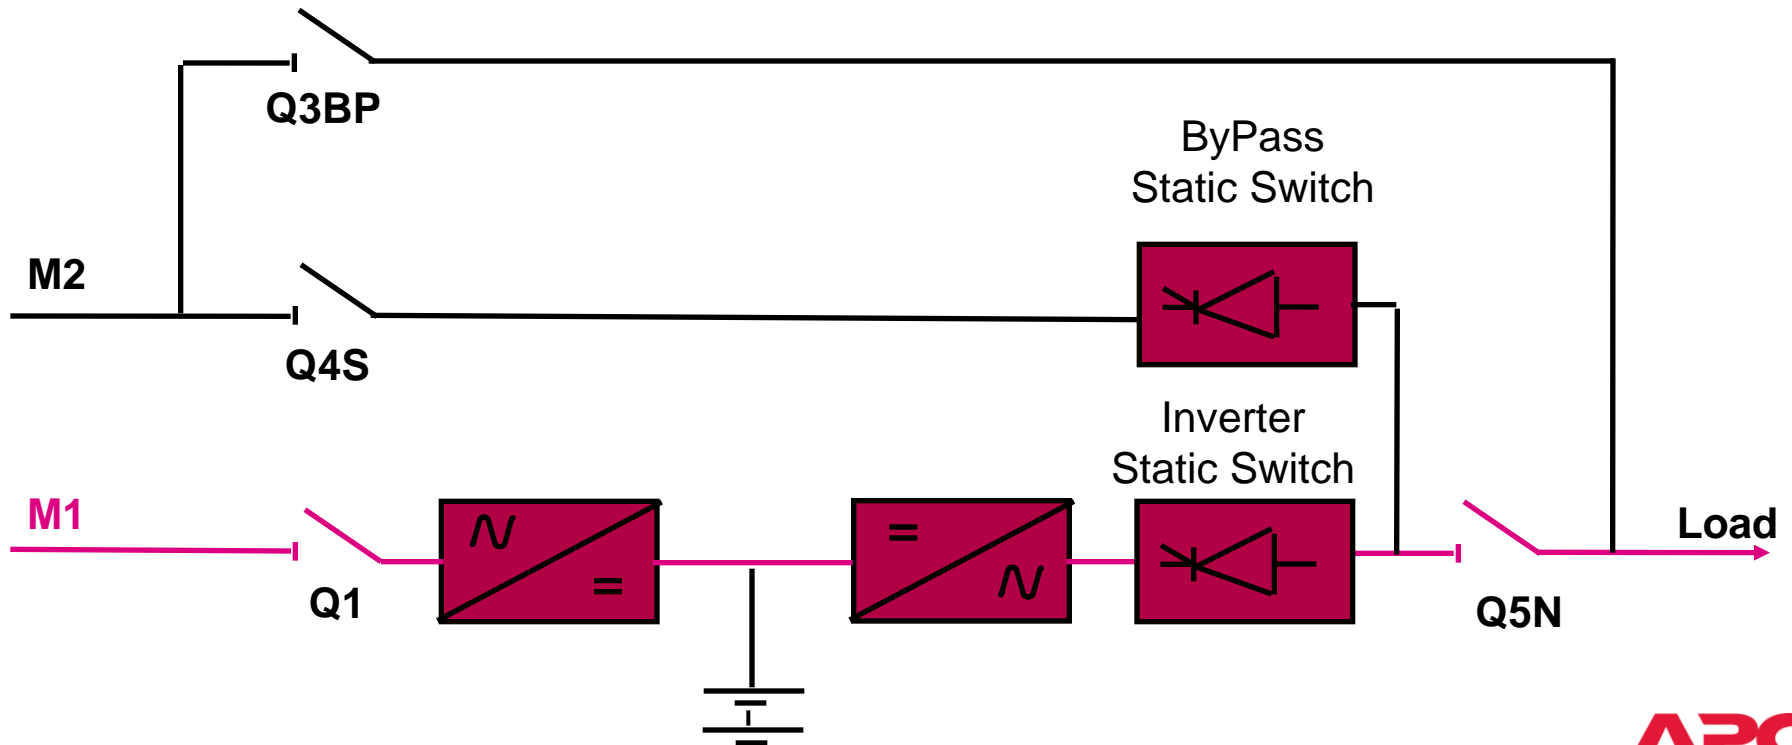 Q3BP
ByPass
Static Switch
M2
Q4S
Inverter
Static Switch
M1
Load
Q1
Q5N